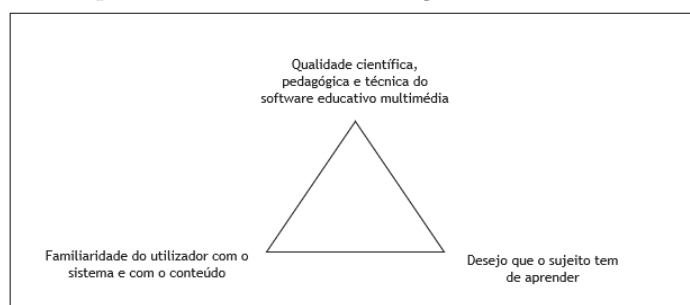 Qualidade científica,
pedagógica e técnica do
software educativo multimédia
Familiaridade do utilizador com o
sistema e com o conteúdo
Desejo que o sujeito tem
de aprender